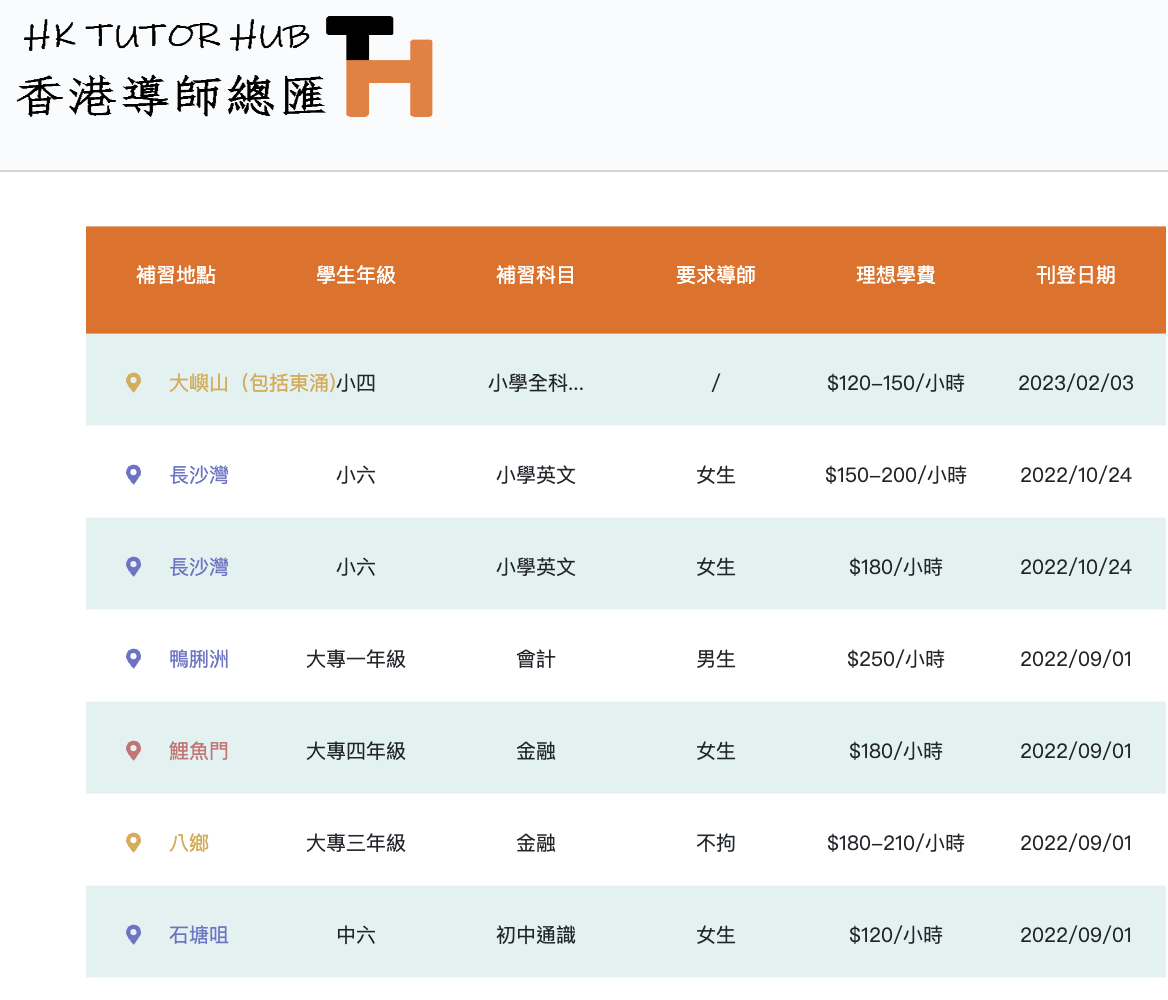 HK TUTOR HUB
香港導師總匯
TH
補習地點 學生年級 補習科目 要求導師 理想學費 刊登日期
大嶼山（包括東涌)小四 小學全科... / $120-150/小時 2023/02/03
長沙灣 小六 小學英文 女生 $150-200/小時 2022/10/24
長沙灣 小六 小學英文 女生 $180/小時 2022/10/24
鴨脷洲 大專一年級 會計 男生 $250/小時 2022/09/01
鯉魚門 大專四年級 金融 女生 $180/小時 2022/09/01
八鄉 大專三年級 金融 不拘 $180-210/小時 2022/09/01
石塘咀 中六 初中通識 女生 $120/小時 2022/09/01